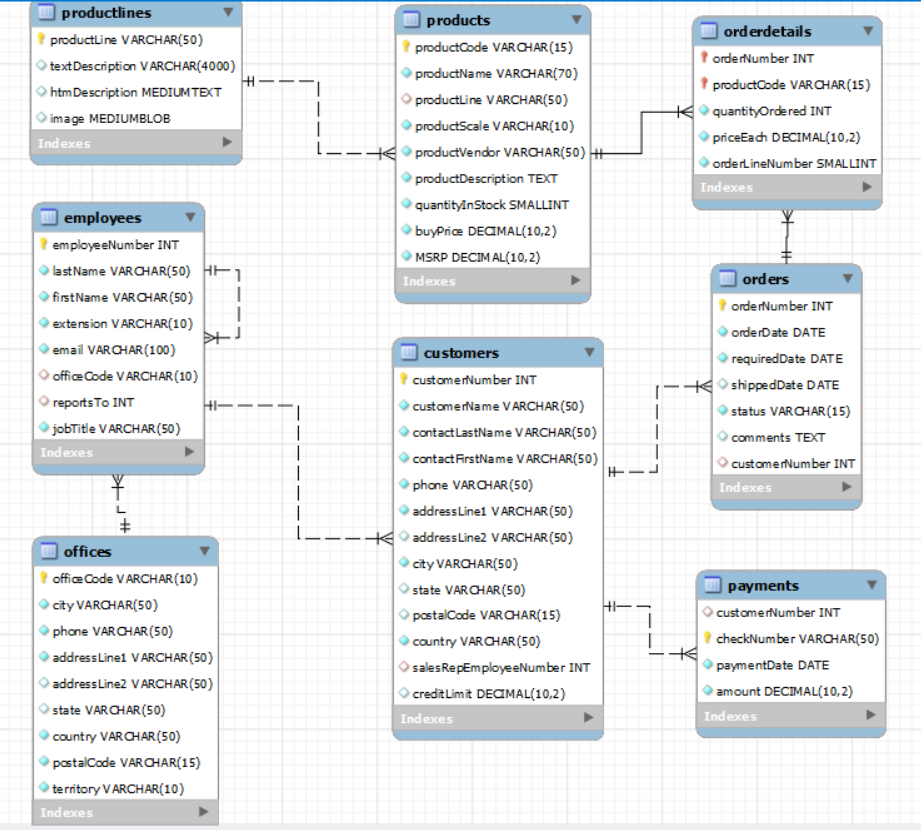 productlines
productLine VARCHAR(50)
textDescription VARCHAR(4000)
htmDescription MEDIUMTEXT
image MEDIUMBLOB
Indexes
products
productCode VARCHAR(15)
productName VARCHAR(70)
productLine VARCHAR(50)
productScale VARCHAR(10)
productVendor VARCHAR(50)
productDescription TEXT
quantityInStock SMALLINT
buyPrice DECIMAL(10,2)
MSRP DECIMAL(10,2)
Indexes
orderdetails
orderNumber INT
productCode VARCHAR(15)
quantityOrdered INT
priceEach DECIMAL(10,2)
orderLineNumber SMALLINT
Indexes
employees
employeeNumber INT
lastName VARCHAR(50)
firstName VARCHAR(50)
extension VARCHAR(10)
email VARCHAR(100)
officeCode VARCHAR(10)
reportsTo INT
jobTitle VARCHAR(50)
Indexes
customers
customerNumber INT
customerName VARCHAR(50)
contactLastName VARCHAR(50)
contactFirstName VARCHAR(50)
phone VARCHAR(50)
addressLine1 VARCHAR(50)
addressLine2 VARCHAR(50)
city VARCHAR(50)
state VARCHAR(50)
postalCode VARCHAR(15)
country VARCHAR(50)
salesRepEmployeeNumber INT
creditLimit DECIMAL(10,2)
Indexes
orders
orderNumber INT
orderDate DATE
requiredDate DATE
shippedDate DATE
status VARCHAR(15)
comments TEXT
customerNumber INT
Indexes
offices
officeCode VARCHAR(10)
city VARCHAR(50)
phone VARCHAR(50)
addressLine1 VARCHAR(50)
addressLine2 VARCHAR(50)
state VARCHAR(50)
country VARCHAR(50)
postalCode VARCHAR(15)
territory VARCHAR(10)
Indexes
payments
customerNumber INT
checkNumber VARCHAR(50)
paymentDate DATE
amount DECIMAL(10,2)
Indexes